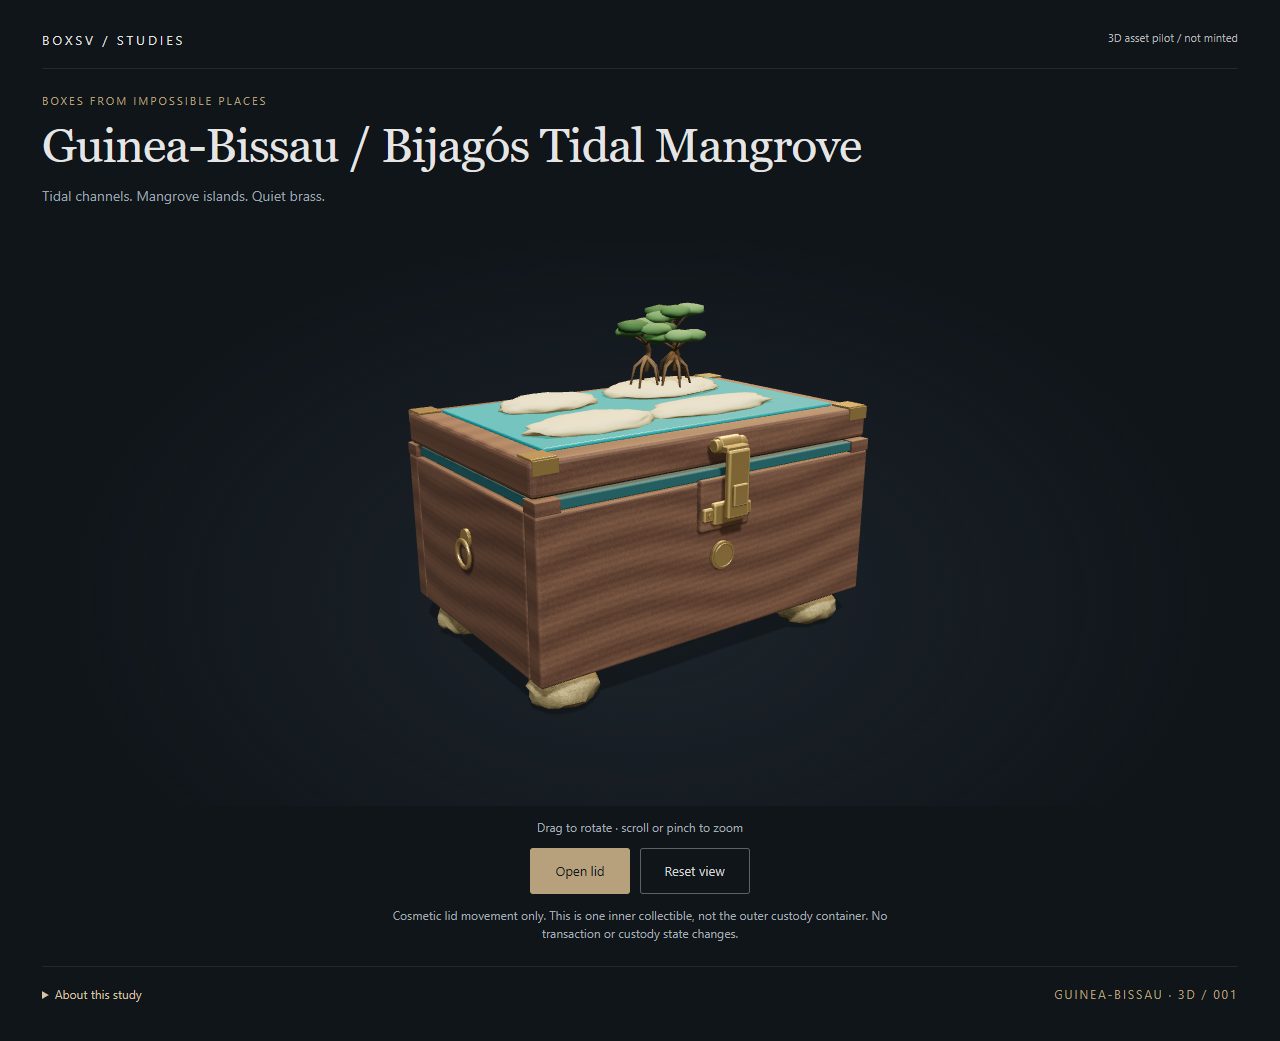 BOXSV / STUDIES
3D asset pilot / not minted
BOXES FROM IMPOSSIBLE PLACES
Guinea-Bissau / Bijagós Tidal Mangrove
Tidal channels. Mangrove islands. Quiet brass.
Drag to rotate · scroll or pinch to zoom
Open lid
Reset view
Cosmetic lid movement only. This is one inner collectible, not the outer custody container. No
transaction or custody state changes.
About this study
GUINEA-BISSAU · 3D / 001